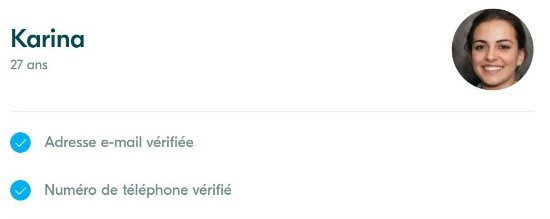 Karina
27 ans
Adresse e-mail vérifiée
Numéro de téléphone vérifié